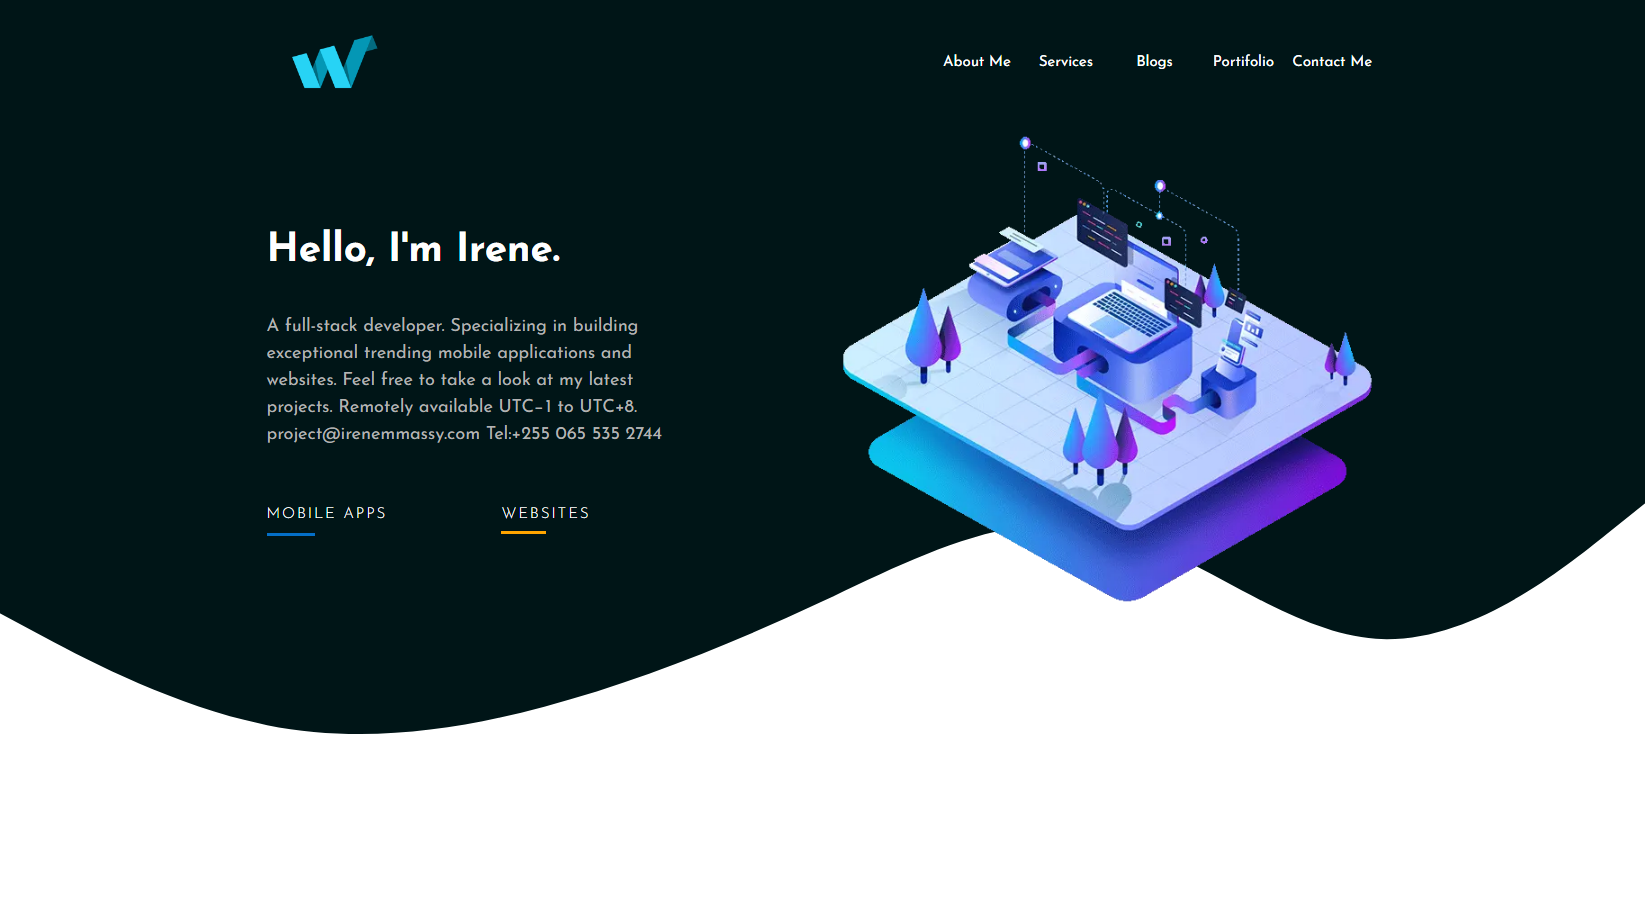 About Me Services Blogs Portifolio Contact Me
Hello, I'm Irene.
A full-stack developer. Specializing in building
exceptional trending mobile applications and
websites. Feel free to take a look at my latest
projects. Remotely available UTC−1 to UTC+8.
project@irenemmassy.com Tel:+255 065 535 2744
MOBILE APPS WEBSITES